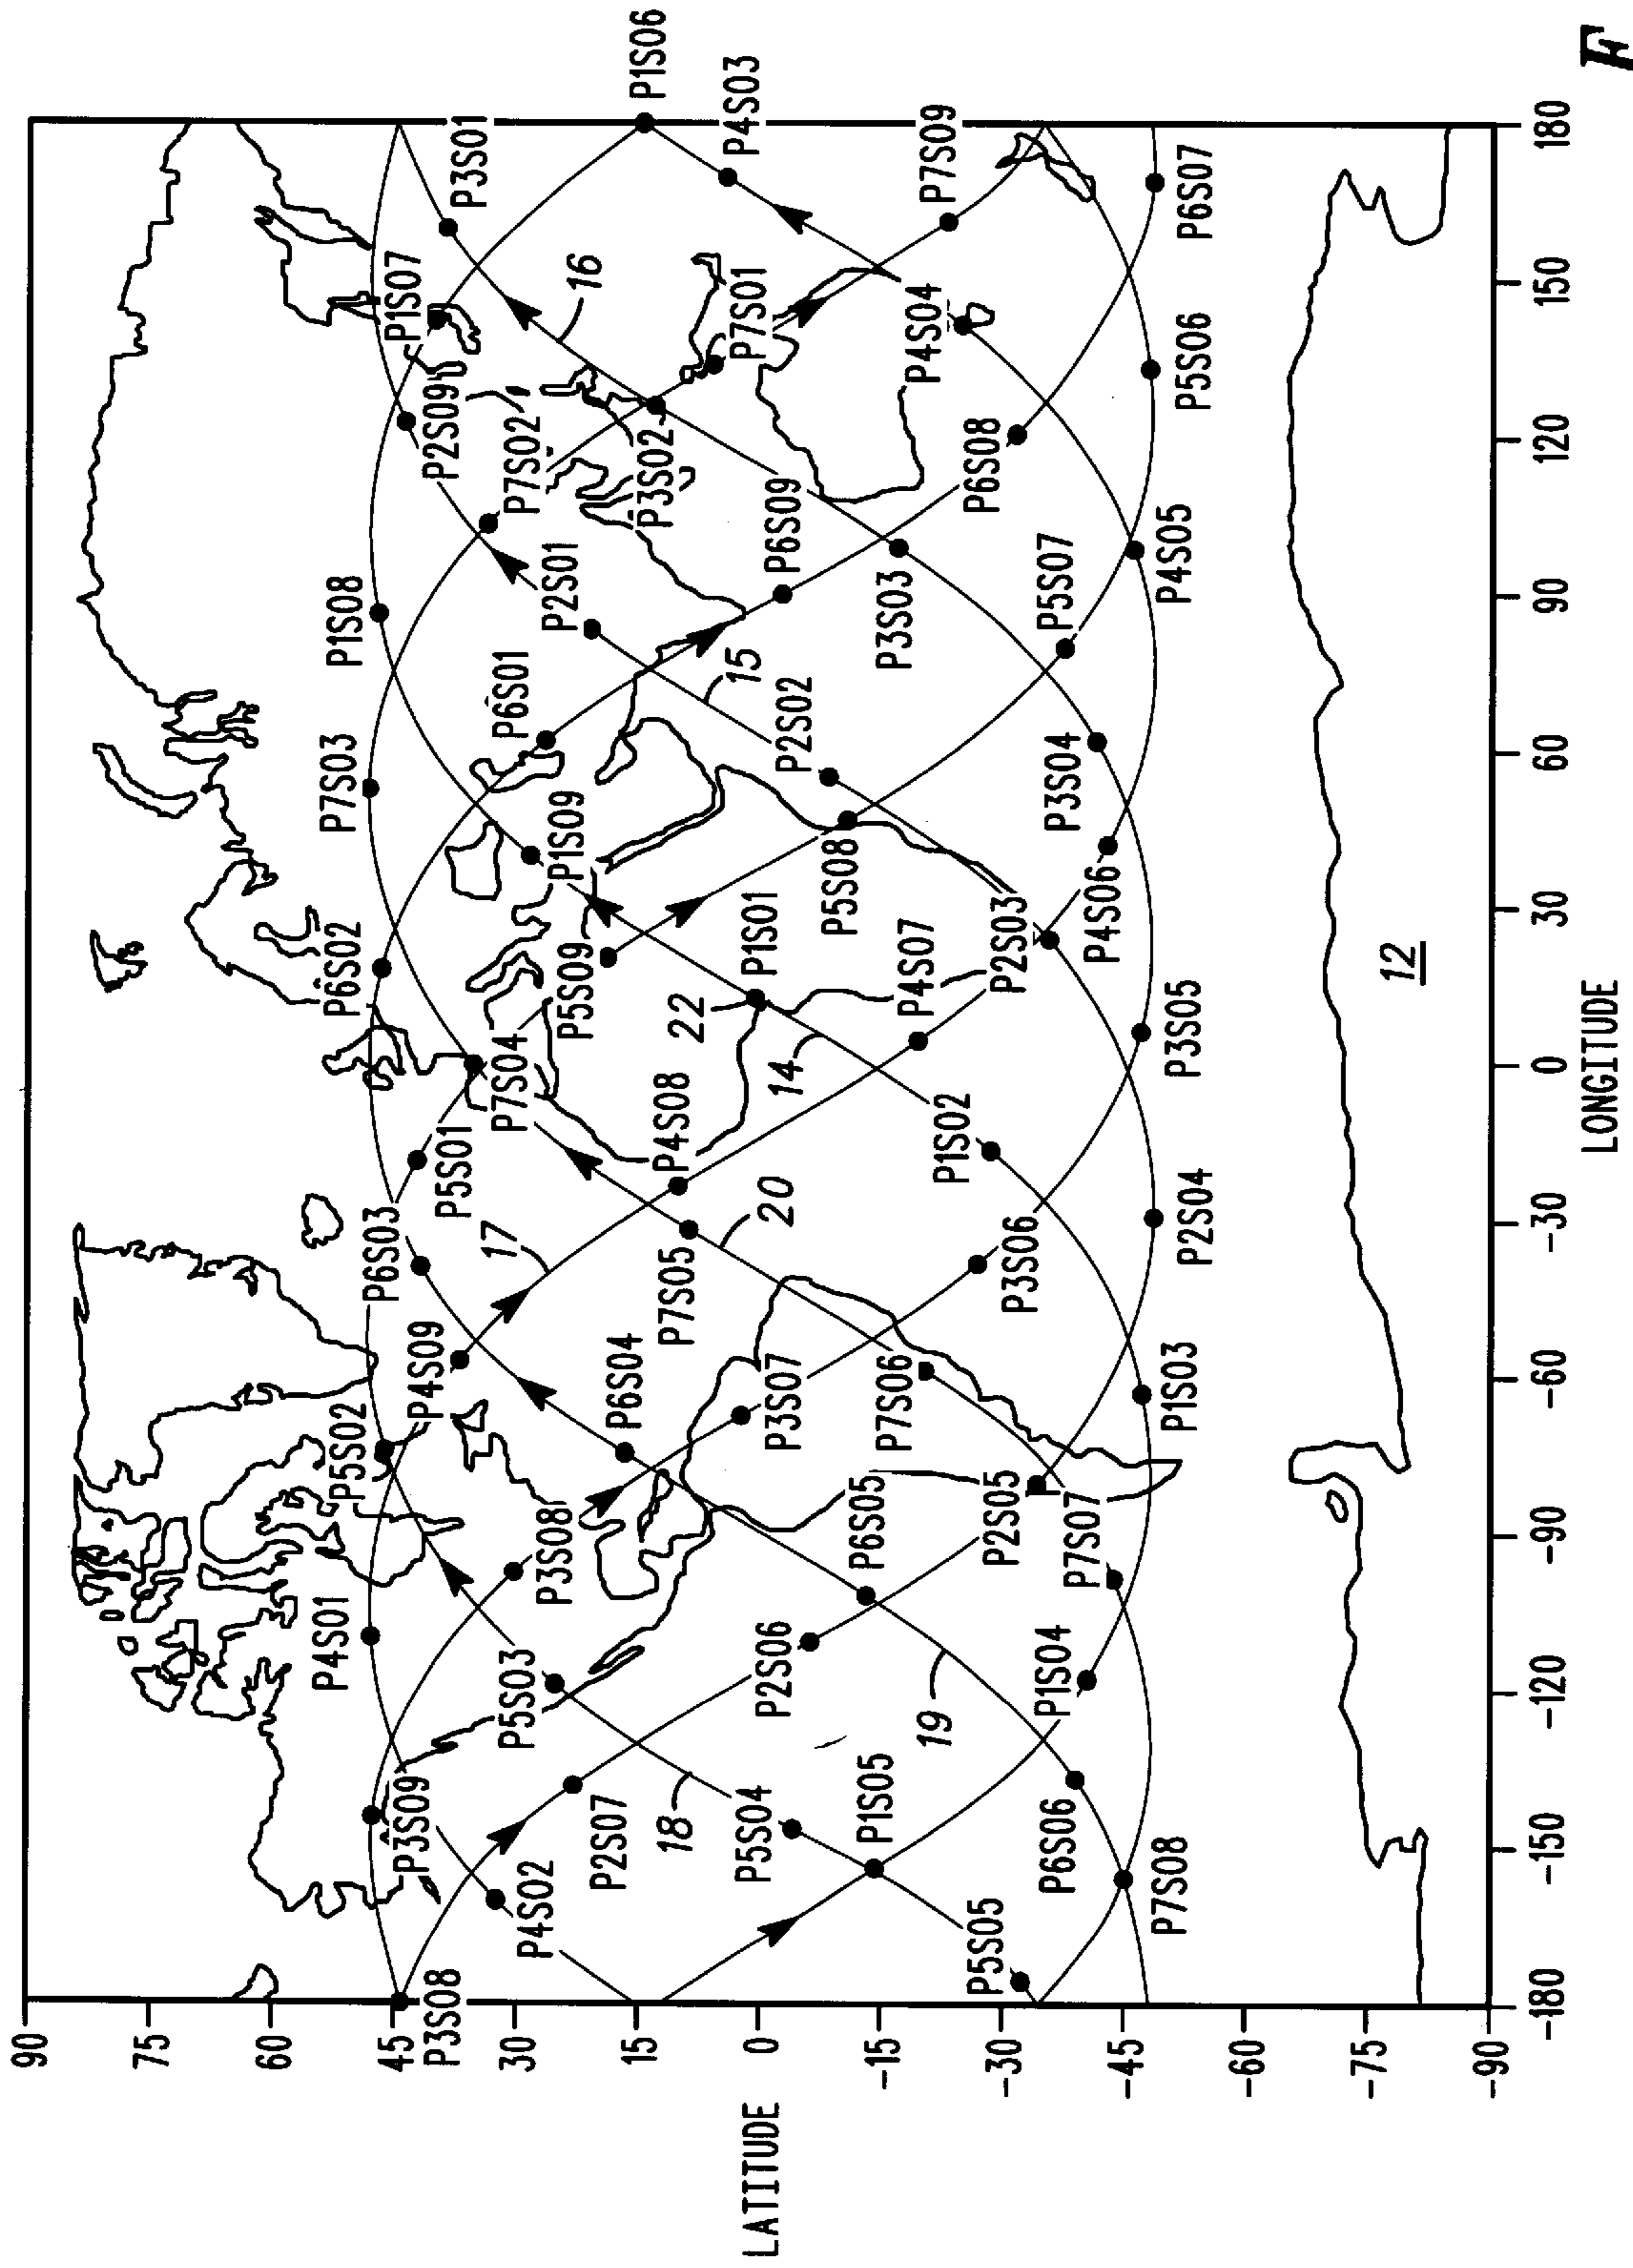 F
LATITUDE
90
75
60
45
30
15
0
-15
-30
-45
-60
-75
-90
LONGITUDE
-180
-150
-120
-90
-60
-30
0
30
60
90
120
150
180
P3S08
P4S02
P3S09
P2S07
18
P5S04
P1S05
P5S05
P6S06
P7S08
P4S01
P5S03
P2S06
19
P1S04
P3S08
P6S05
P2S05
P7S07
P5S02
P4S09
P6S04
P3S07
P7S06
P1S03
P6S03
17
P7S05
20
P3S06
P2S04
P5S01
P7S04
P4S08
14
P1S02
P3S05
P6S02
P5S09
22
P1S01
P4S07
P2S03
P4S06
12
P7S03
P1S09
P5S08
P3S04
P6S01
15
P2S02
P1S08
P2S01
P6S09
P3S03
P5S07
P4S05
P2S09
P7S02
P3S02
P6S08
P5S06
P1S07
16
P7S01
P4S04
P3S01
P1S06
P4S03
P7S09
P6S07